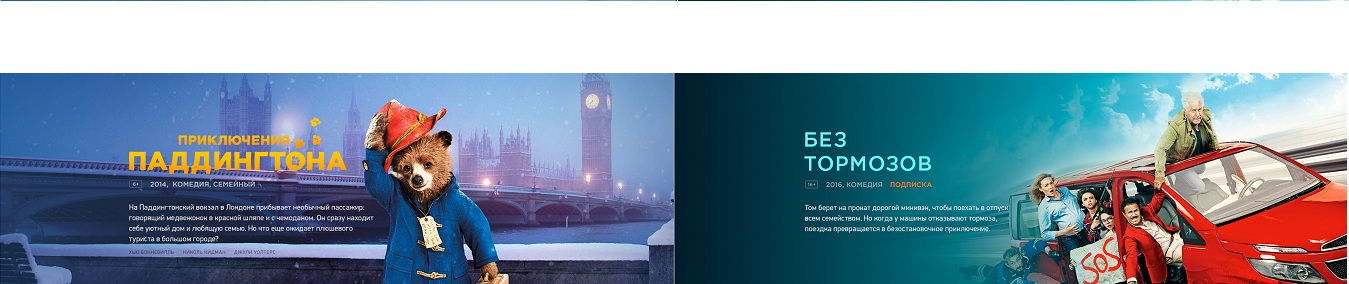 ПРИКЛЮЧЕНИЯ
ПАДДИНГТОНА
6+ 2014, КОМЕДИЯ, СЕМЕЙНЫЙ
На Паддингтонский вокзал в Лондоне прибывает необычный пассажир:
говорящий медвежонок в красной шляпе и с чемоданом. Он сразу находит
себе уютный дом и любящую семью. Но что еще ожидает плюшевого
туриста в большом городе?
ХЬЮ БОННЕВИЛЛЬ НИКОЛЬ КИДМАН ДЖУЛИ УОЛТЕРС
БЕЗ
ТОРМОЗОВ
16+ 2016, КОМЕДИЯ ПОДПИСКА
Том берет на прокат дорогой минивэн, чтобы поехать в отпуск
всем семейством. Но когда у машины отказывают тормоза,
поездка превращается в безостановочное приключение.
SOS